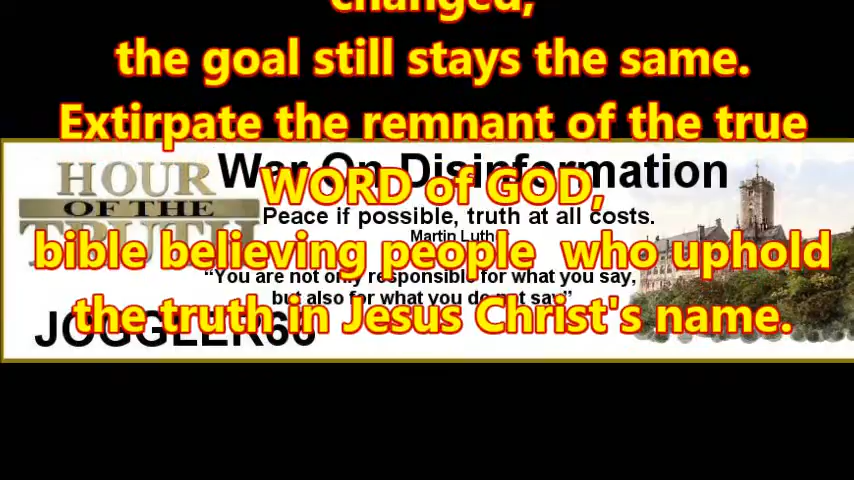 changed,
the goal still stays the same.
Extirpate the remnant of the true
WORD of GOD,
bible believing people who uphold
the truth in Jesus Christ's name.
HOUR
OF THE
TRUTH
War On Disinformation
Peace if possible, truth at all costs.
Martin Luther
“You are not only responsible for what you say,
but also for what you do not say”
JOGGLER66